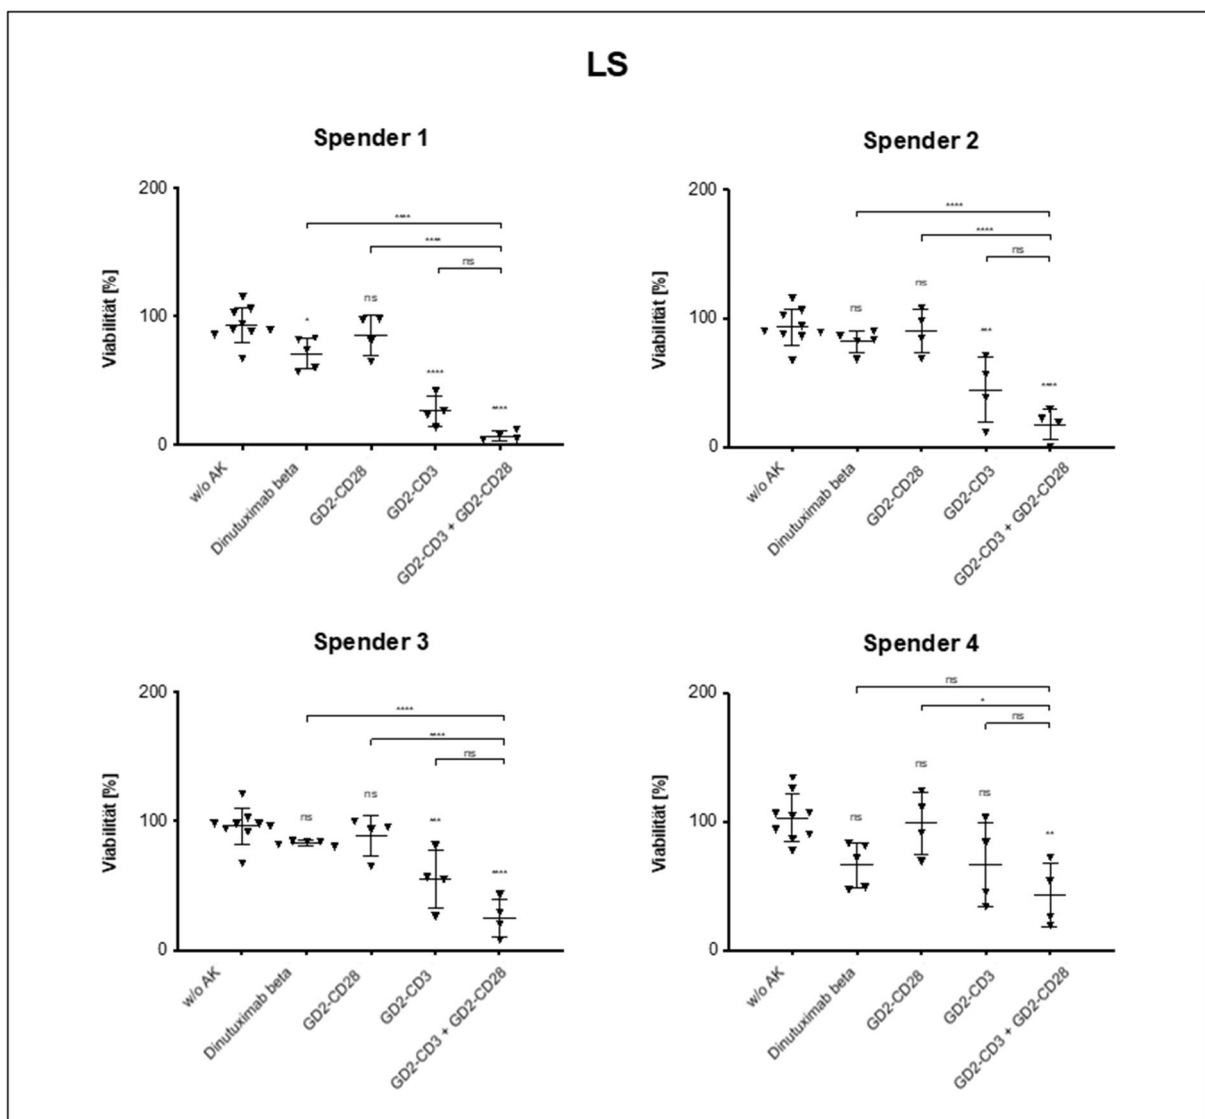 LS
Spender 1
200
100
0
Viabilität [%]
****
****
ns
*
ns
****
****
w/o AK
Dinutuximab beta
GD2-CD28
GD2-CD3
GD2-CD3 + GD2-CD28
Spender 2
200
100
0
Viabilität [%]
****
****
ns
ns
ns
***
****
w/o AK
Dinutuximab beta
GD2-CD28
GD2-CD3
GD2-CD3 + GD2-CD28
Spender 3
200
100
0
Viabilität [%]
****
****
ns
ns
ns
***
****
w/o AK
Dinutuximab beta
GD2-CD28
GD2-CD3
GD2-CD3 + GD2-CD28
Spender 4
200
100
0
Viabilität [%]
ns
*
ns
ns
ns
ns
**
w/o AK
Dinutuximab beta
GD2-CD28
GD2-CD3
GD2-CD3 + GD2-CD28